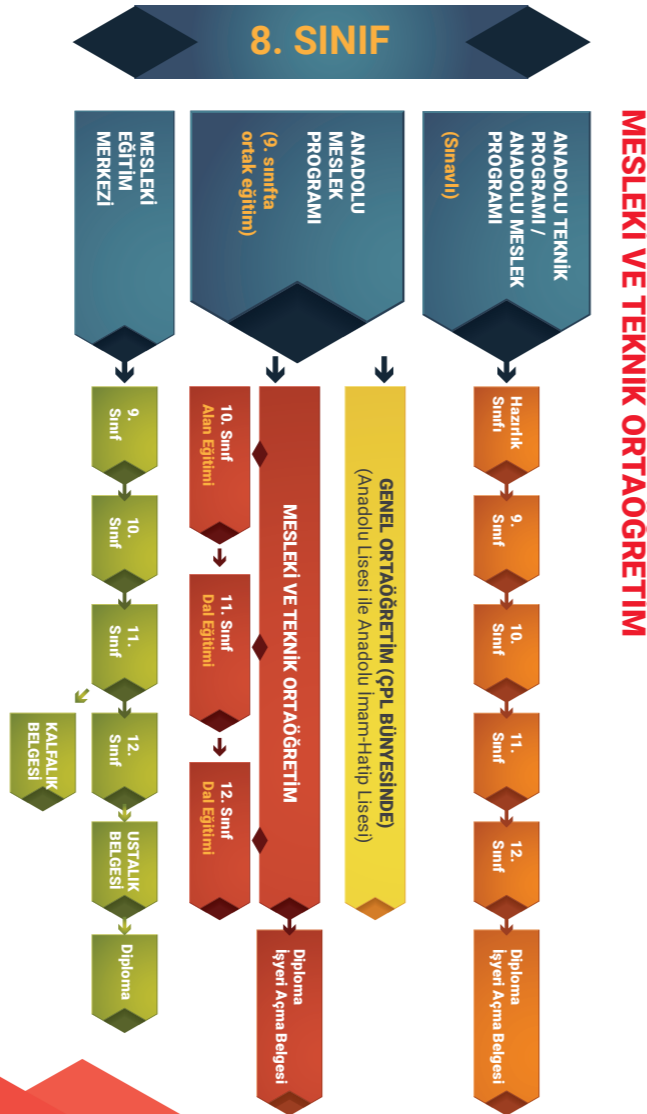 MESLEKI VE TEKNIK ORTAOGRETIM
8. SINIF
ANADOLU TEKNİK
PROGRAMI /
ANADOLU MESLEK
PROGRAMI
(Sınavlı)
Hazırlık
Sınıfı
9.
Sınıf
10.
Sınıf
11.
Sınıf
12.
Sınıf
Diploma
İşyeri Açma Belgesi
ANADOLU
MESLEK
PROGRAMI
(9. sınıfta
ortak eğitim)
GENEL ORTAÖĞRETİM (ÇPL BÜNYESİNDE)
(Anadolu Lisesi ile Anadolu İmam-Hatip Lisesi)
MESLEKİ VE TEKNİK ORTAÖĞRETİM
10. Sınıf
Alan Eğitimi
11. Sınıf
Dal Eğitimi
12. Sınıf
Dal Eğitimi
Diploma
İşyeri Açma Belgesi
MESLEKİ
EĞİTİM
MERKEZİ
9.
Sınıf
10.
Sınıf
11.
Sınıf
12.
Sınıf
KALFALIK
BELGESİ
USTALIK
BELGESİ
Diploma